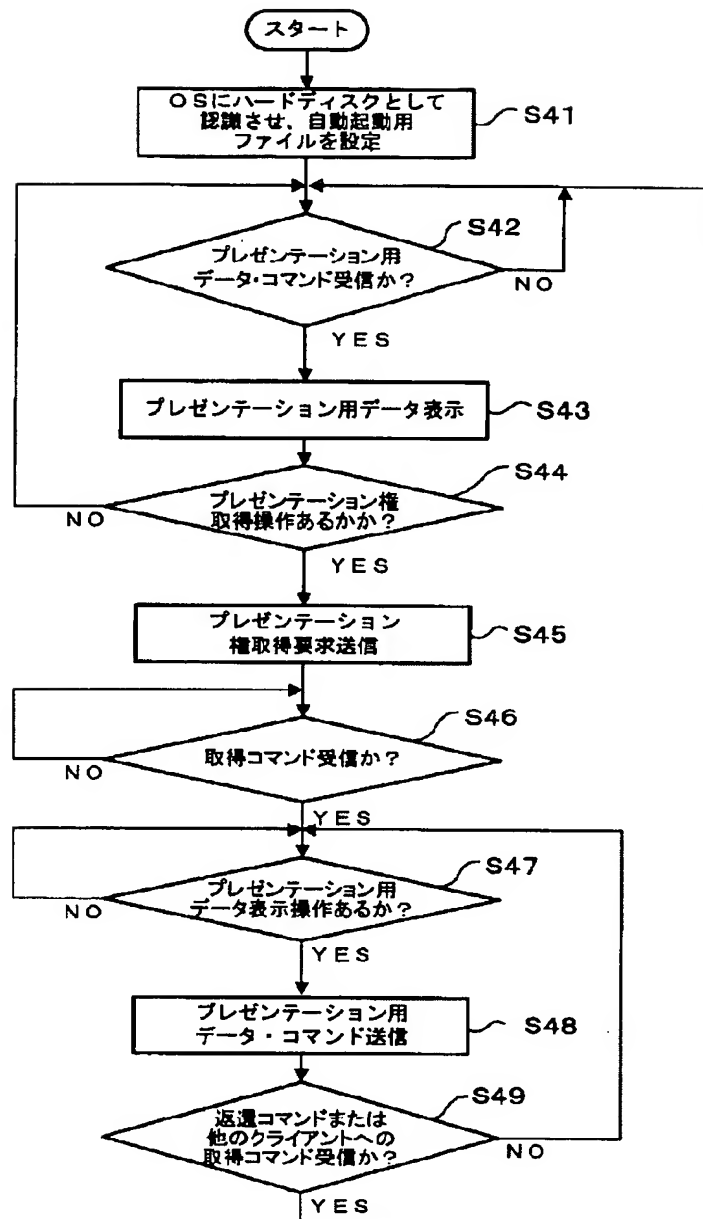 スタート
OSにハードディスクとして
認識させ、自動起動用
ファイルを設定
S41
S42
プレゼンテーション用
データ・コマンド受信か？
NO
YES
プレゼンテーション用データ表示
S43
S44
プレゼンテーション権
取得操作あるかか？
NO
YES
プレゼンテーション
権取得要求送信
S45
S46
取得コマンド受信か？
NO
YES
S47
プレゼンテーション用
データ表示操作あるか？
NO
YES
プレゼンテーション用
データ・コマンド送信
S48
S49
返還コマンドまたは
他のクライアントへの
取得コマンド受信か？
NO
YES